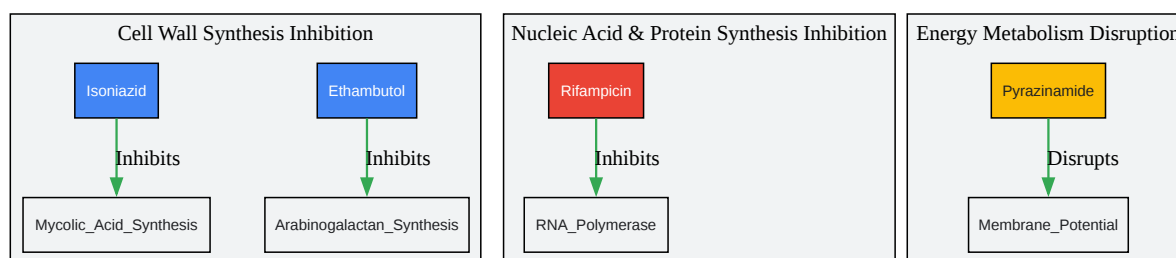 Cell Wall Synthesis Inhibition
Isoniazid
Ethambutol
Inhibits
Inhibits
Mycolic_Acid_Synthesis
Arabinogalactan_Synthesis
Nucleic Acid & Protein Synthesis Inhibition
Rifampicin
Inhibits
RNA_Polymerase
Energy Metabolism Disruption
Pyrazinamide
Disrupts
Membrane_Potential